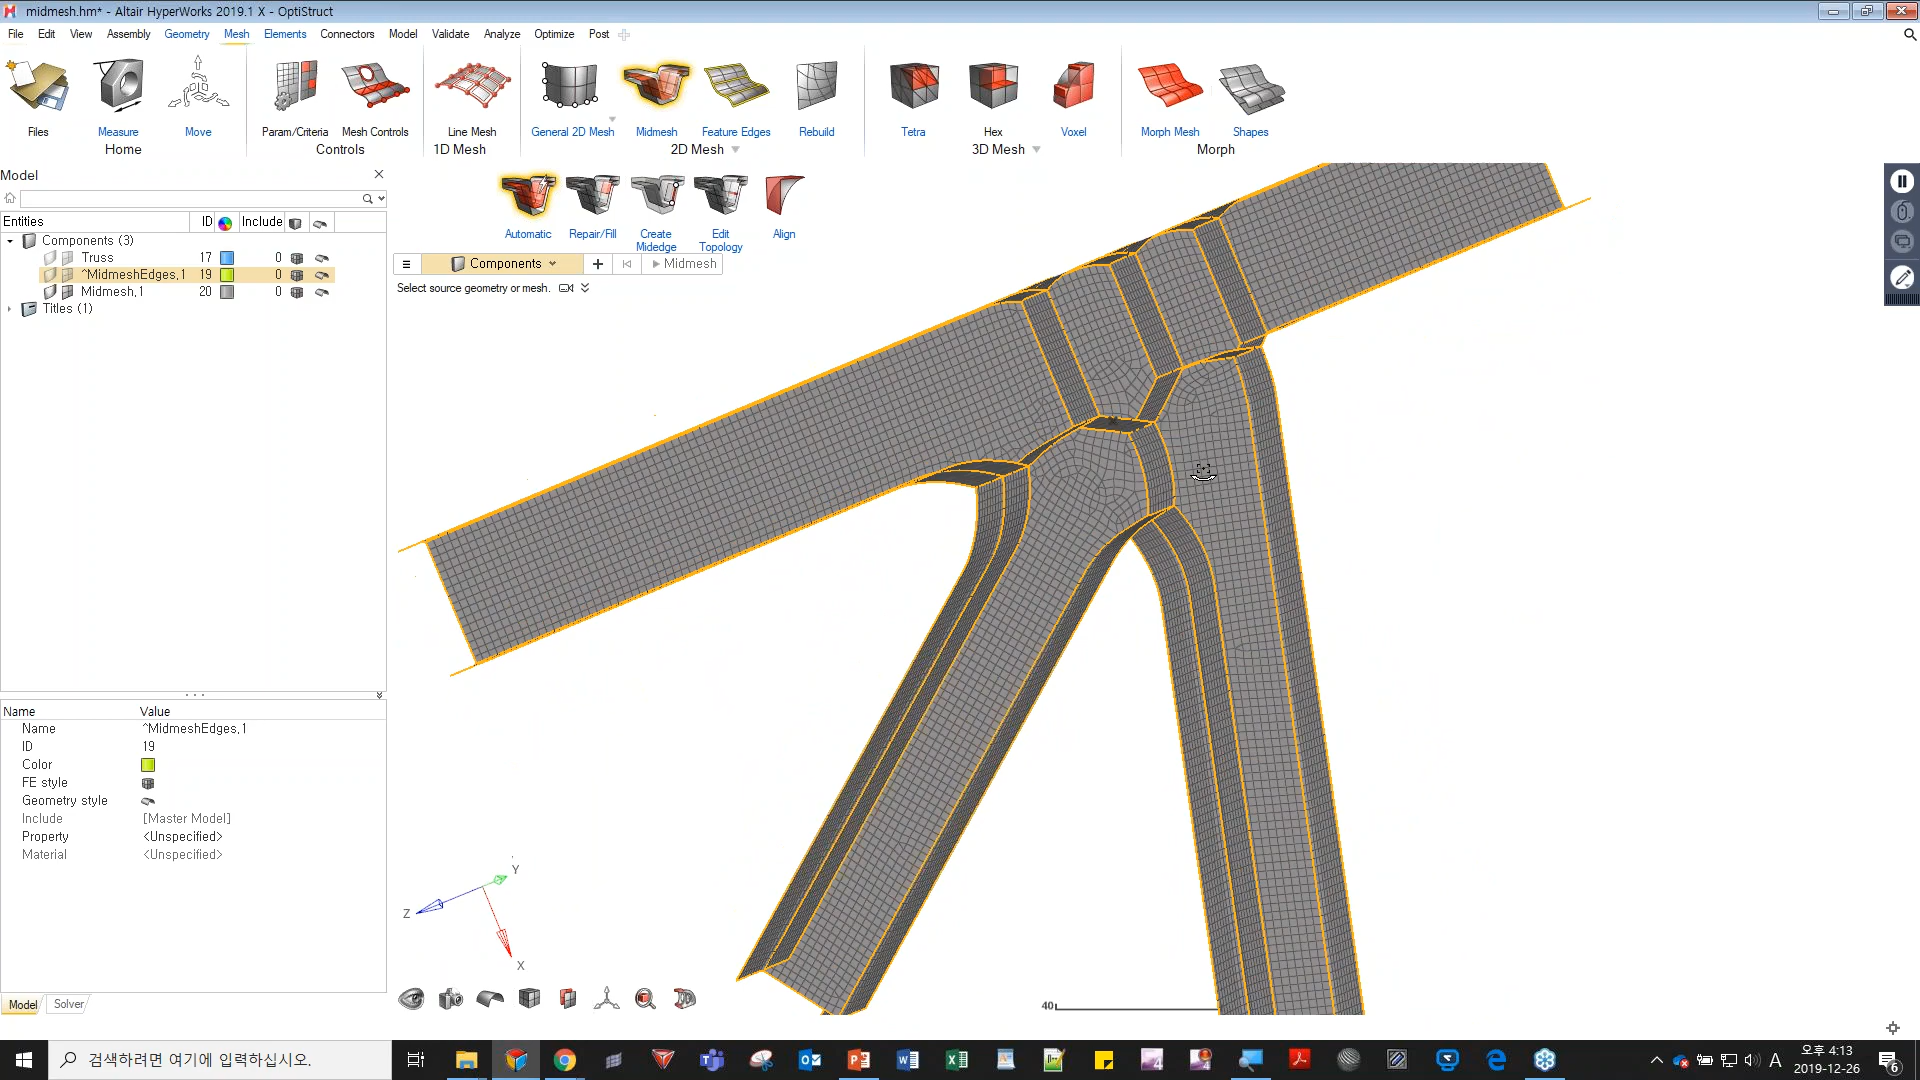 midmesh.hm* - Altair HyperWorks 2019.1 X - OptiStruct
File Edit View Assembly Geometry Mesh Elements Connectors Model Validate Analyze Optimize Post
Files Measure Move Param/Criteria Mesh Controls Line Mesh General 2D Mesh Midmesh Feature Edges Rebuild Tetra Hex Voxel Morph Mesh Shapes
Home Controls 1D Mesh 2D Mesh 3D Mesh Morph
Model
Automatic Repair/Fill Create Midedge Edit Topology Align
Entities ID Include
Components (3)
Truss 17 0
^MidmeshEdges,1 19 0
Midmesh,1 20 0
Titles (1)
Components Midmesh
Select source geometry or mesh.
Name Value
Name ^MidmeshEdges,1
ID 19
Color
FE style
Geometry style
Include [Master Model]
Property <Unspecified>
Material <Unspecified>
Y
Z
X
40
Model Solver
검색하려면 여기에 입력하십시오.
A
오후 4:13
2019-12-26
6